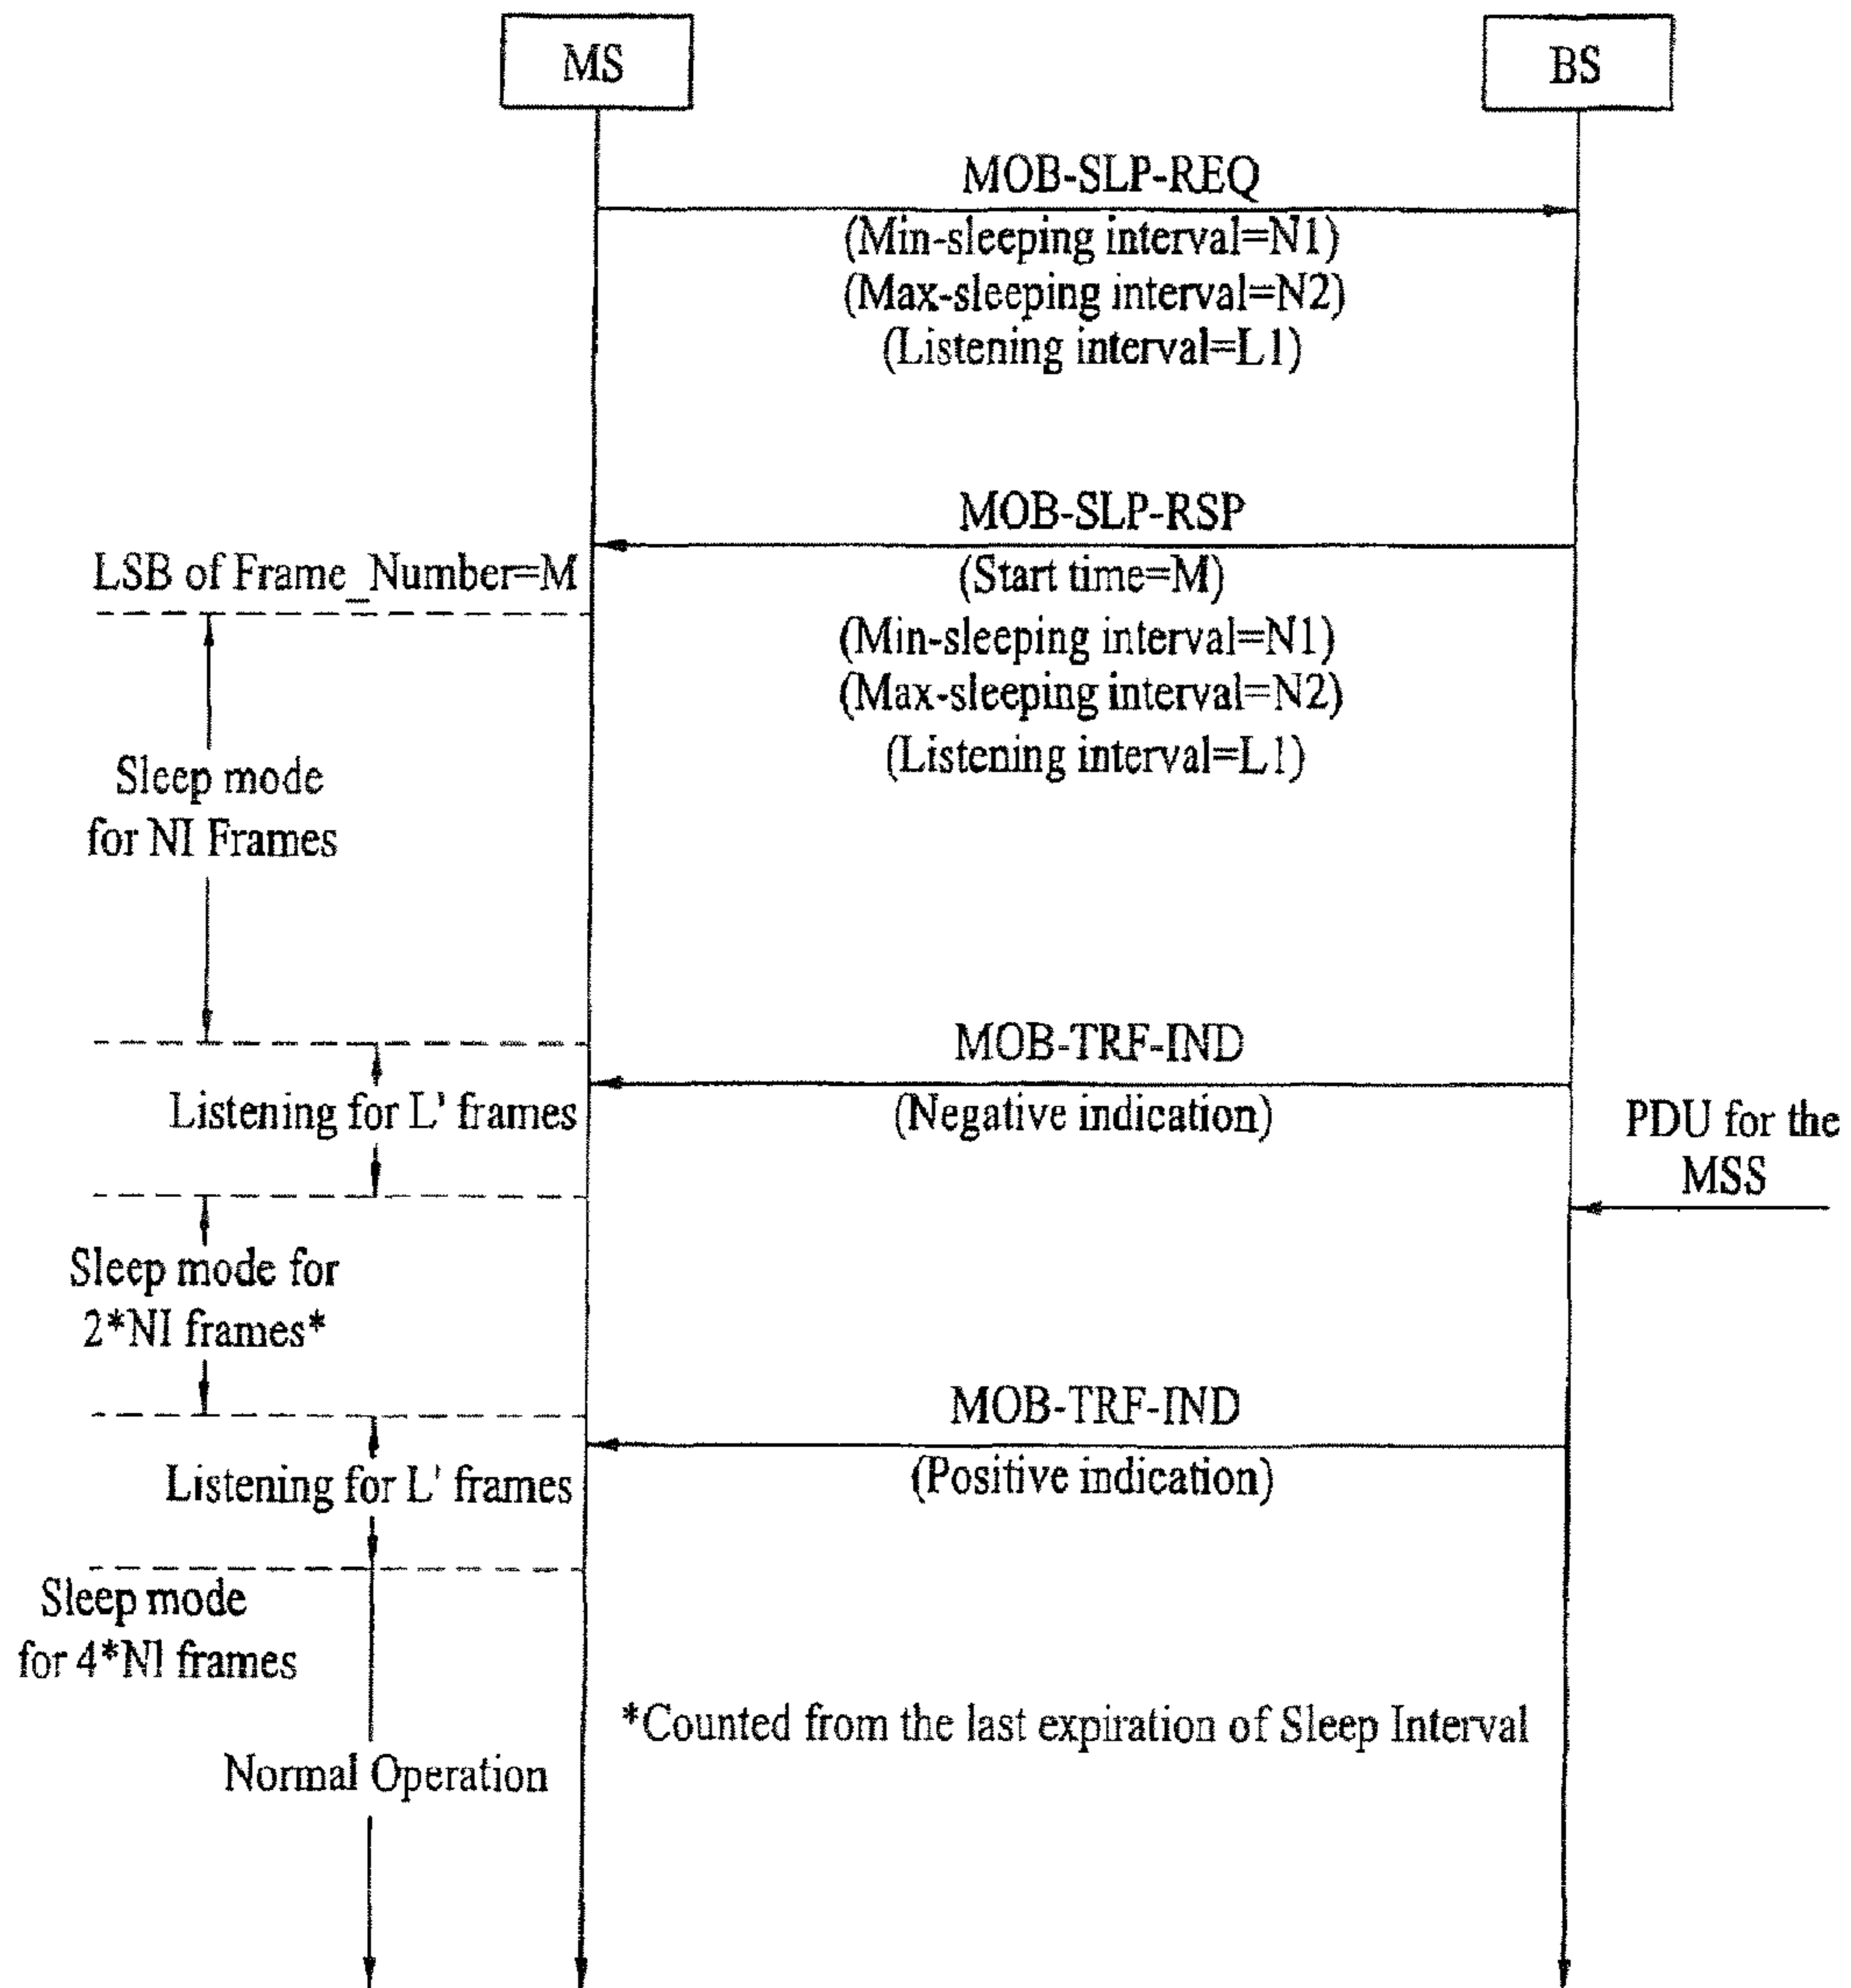 MS
BS
MOB-SLP-REQ
(Min-sleeping interval=N1)
(Max-sleeping interval=N2)
(Listening interval=L1)
MOB-SLP-RSP
LSB of Frame_Number=M
(Start time=M)
(Min-sleeping interval=N1)
(Max-sleeping interval=N2)
(Listening interval=L1)
Sleep mode
for NI Frames
MOB-TRF-IND
Listening for L' frames
(Negative indication)
PDU for the
MSS
Sleep mode for
2*NI frames*
MOB-TRF-IND
Listening for L' frames
(Positive indication)
Sleep mode
for 4*NI frames
*Counted from the last expiration of Sleep Interval
Normal Operation